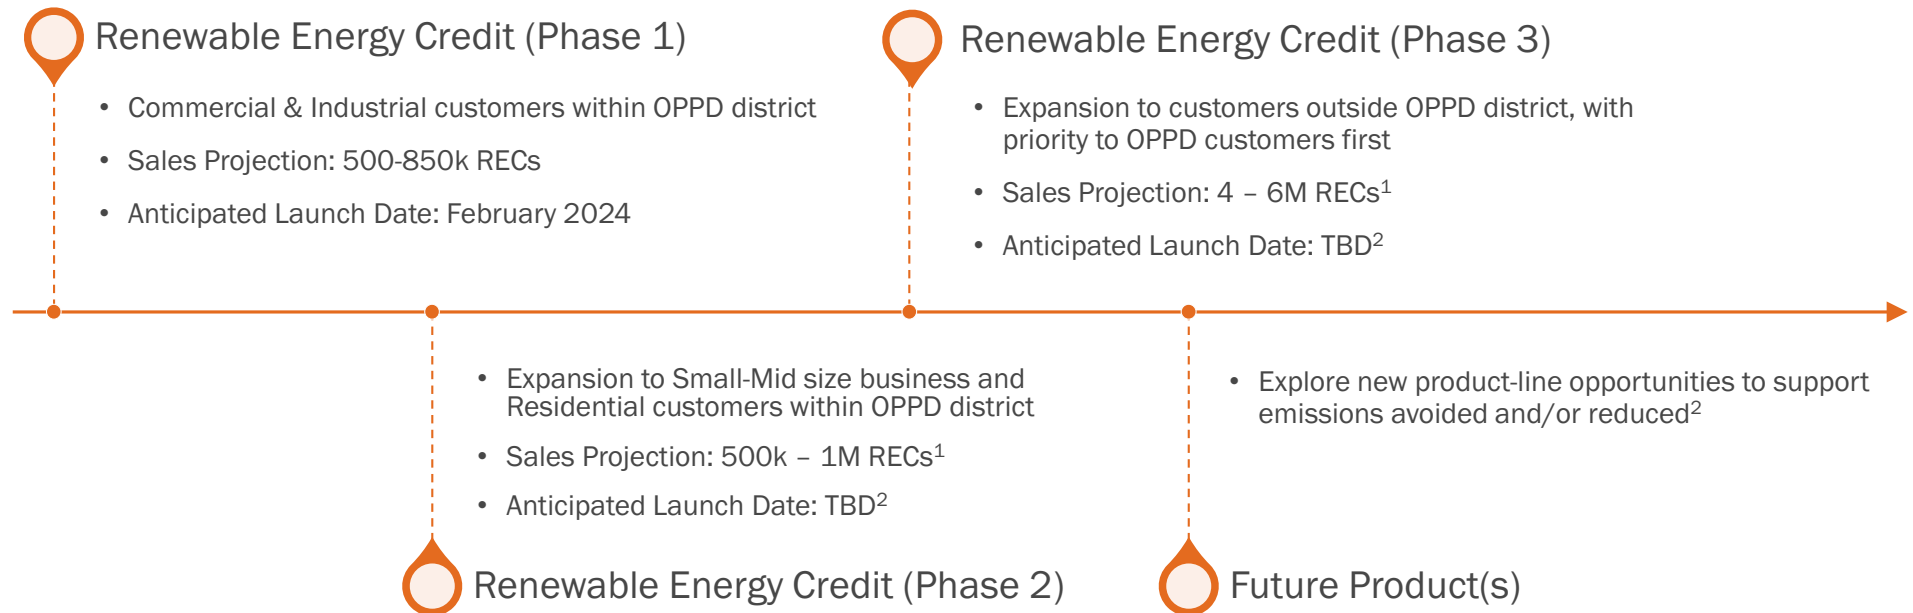 Renewable Energy Credit (Phase 1)
• Commercial & Industrial customers within OPPD district
• Sales Projection: 500-850k RECs
• Anticipated Launch Date: February 2024
• Expansion to Small-Mid size business and
Residential customers within OPPD district
• Sales Projection: 500k – 1M RECs¹
• Anticipated Launch Date: TBD²
Renewable Energy Credit (Phase 2)
Renewable Energy Credit (Phase 3)
• Expansion to customers outside OPPD district, with
priority to OPPD customers first
• Sales Projection: 4 – 6M RECs¹
• Anticipated Launch Date: TBD²
• Explore new product-line opportunities to support
emissions avoided and/or reduced²
Future Product(s)